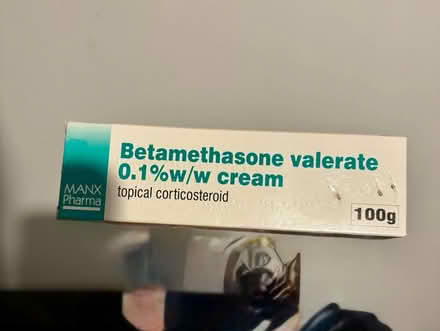 Betamethasone valerate
0.1%w/w cream
topical corticosteroid
MANX
Pharma
100g